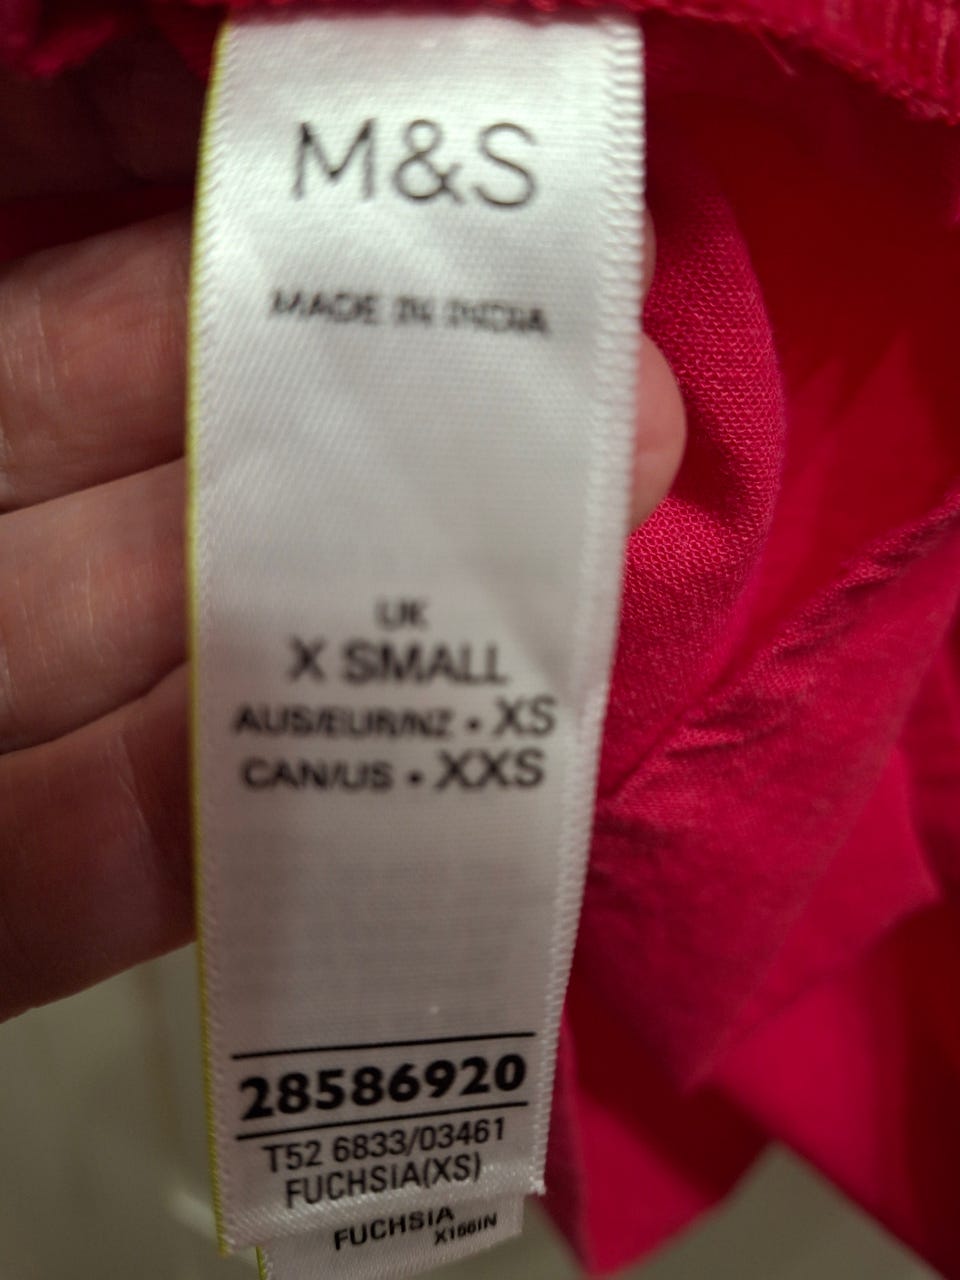 M&S
MADE IN INDIA
UK
X SMALL
AUS/EUR/NZ • XS
CAN/US • XXS
28586920
T52 6833/03461
FUCHSIA(XS)
FUCHSIA
X166IN